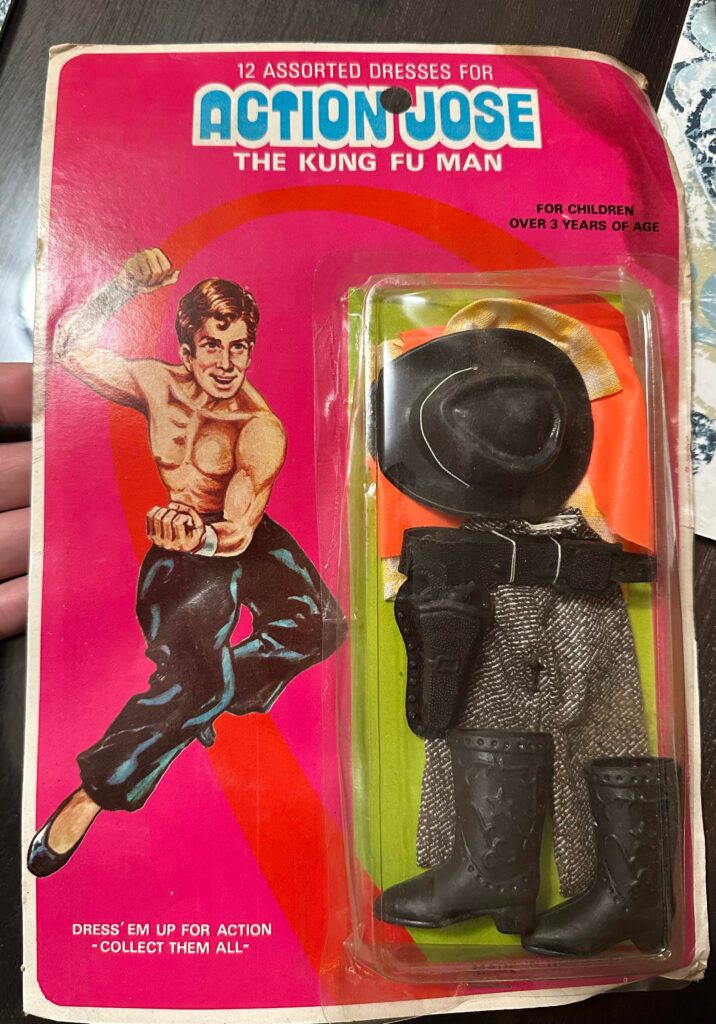 12 ASSORTED DRESSES FOR
ACTION JOSE
THE KUNG FU MAN
FOR CHILDREN
OVER 3 YEARS OF AGE
DRESS'EM UP FOR ACTION
-COLLECT THEM ALL-